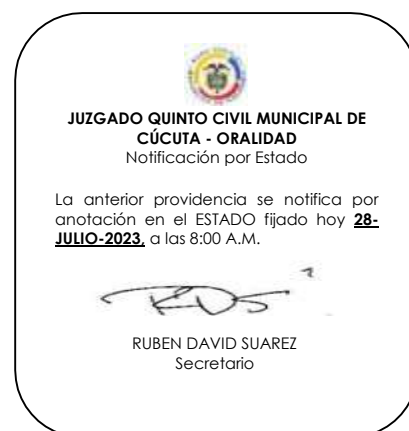 JUZGADO QUINTO CIVIL MUNICIPAL DE
CÚCUTA - ORALIDAD
Notificación por Estado
La anterior providencia se notifica por
anotación en el ESTADO fijado hoy 28-
JULIO-2023, a las 8:00 A.M.
RDS
RUBEN DAVID SUAREZ
Secretario